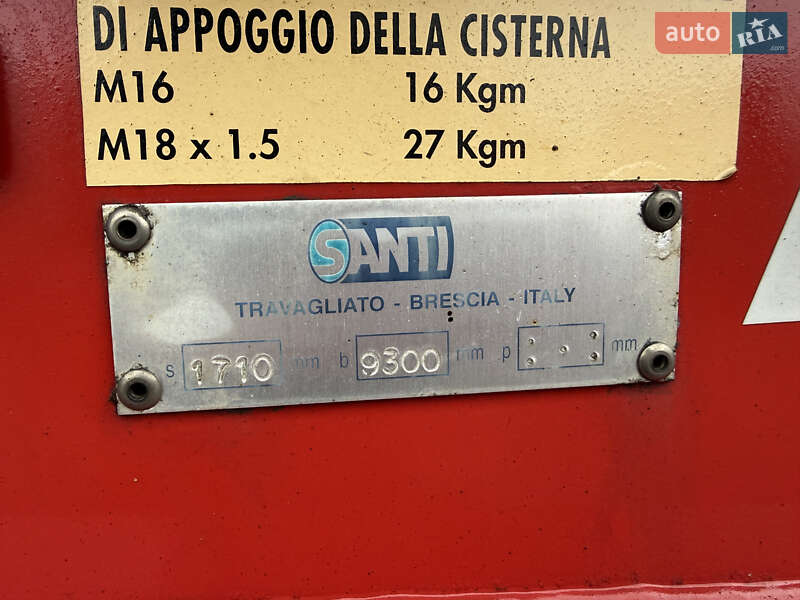 DI APPOGGIO DELLA CISTERNA
M16 16 Kgm
M18 x 1.5 27 Kgm
auto RIA .com
SANTI
TRAVAGLIATO - BRESCIA - ITALY
s 1710 mm b 9300 mm p mm